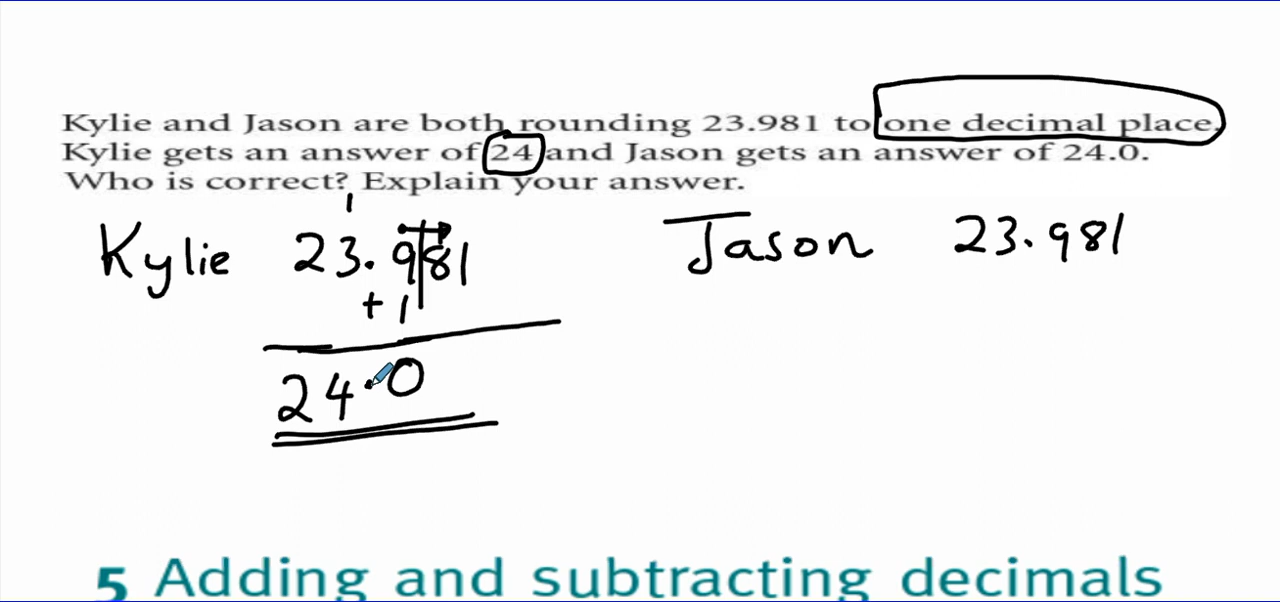 Kylie and Jason are both rounding 23.981 to one decimal place.
Kylie gets an answer of 24 and Jason gets an answer of 24.0.
Who is correct? Explain your answer.
1
Kylie 23.981
+ 1
24.0
Jason 23.981
5 Adding and subtracting decimals